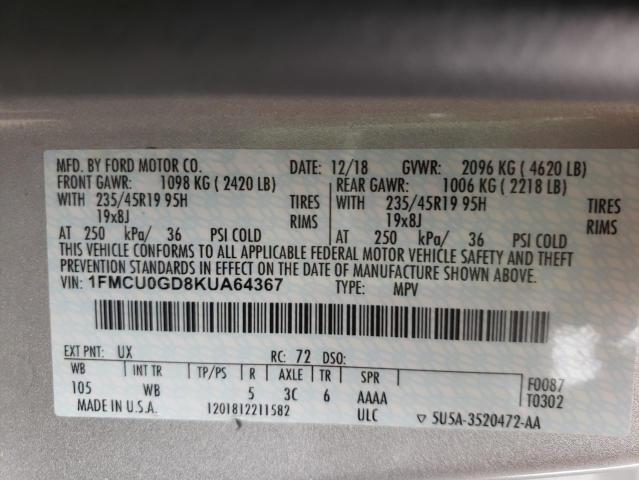 MFD. BY FORD MOTOR CO. DATE: 12/18 GVWR: 2096 KG ( 4620 LB)
FRONT GAWR: 1098 KG ( 2420 LB) REAR GAWR: 1006 KG ( 2218 LB)
WITH 235/45R19 95H TIRES WITH 235/45R19 95H TIRES
19x8J RIMS 19x8J RIMS
AT 250 kPa/ 36 PSI COLD AT 250 kPa/ 36 PSI COLD
THIS VEHICLE CONFORMS TO ALL APPLICABLE FEDERAL MOTOR VEHICLE SAFETY AND THEFT
PREVENTION STANDARDS IN EFFECT ON THE DATE OF MANUFACTURE SHOWN ABOVE.
VIN: 1FMCU0GD8KUA64367 TYPE: MPV
EXT PNT: UX RC: 72 DSO:
WB INT TR TP/PS R AXLE TR SPR
105 WB 5 3C 6 AAAA
F0087
T0302
MADE IN U.S.A. 1201812211582 ULC ▽ 5U5A-3520472-AA